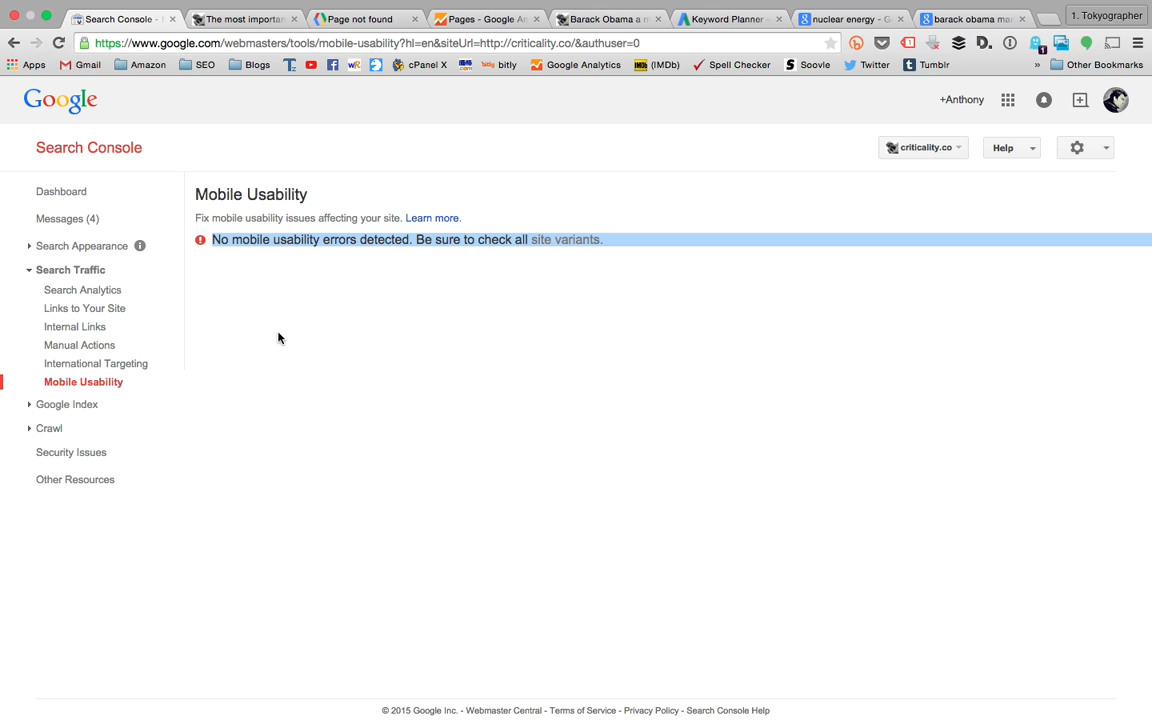 Search Console -
The most importan
Page not found
Pages - Google An
Barack Obama a m
Keyword Planner -
nuclear energy - G
barack obama mar
1. Tokyographer
https://www.google.com/webmasters/tools/mobile-usability?hl=en&siteUrl=http://criticality.co/&authuser=0
Apps Gmail Amazon SEO Blogs cPanel X bitly Google Analytics (IMDb) Spell Checker Soovle Twitter Tumblr » Other Bookmarks
Google
+Anthony
Search Console
criticality.co
Help
Dashboard
Messages (4)
Search Appearance
Search Traffic
Search Analytics
Links to Your Site
Internal Links
Manual Actions
International Targeting
Mobile Usability
Google Index
Crawl
Security Issues
Other Resources
Mobile Usability
Fix mobile usability issues affecting your site. Learn more.
No mobile usability errors detected. Be sure to check all site variants.
© 2015 Google Inc. - Webmaster Central - Terms of Service - Privacy Policy - Search Console Help